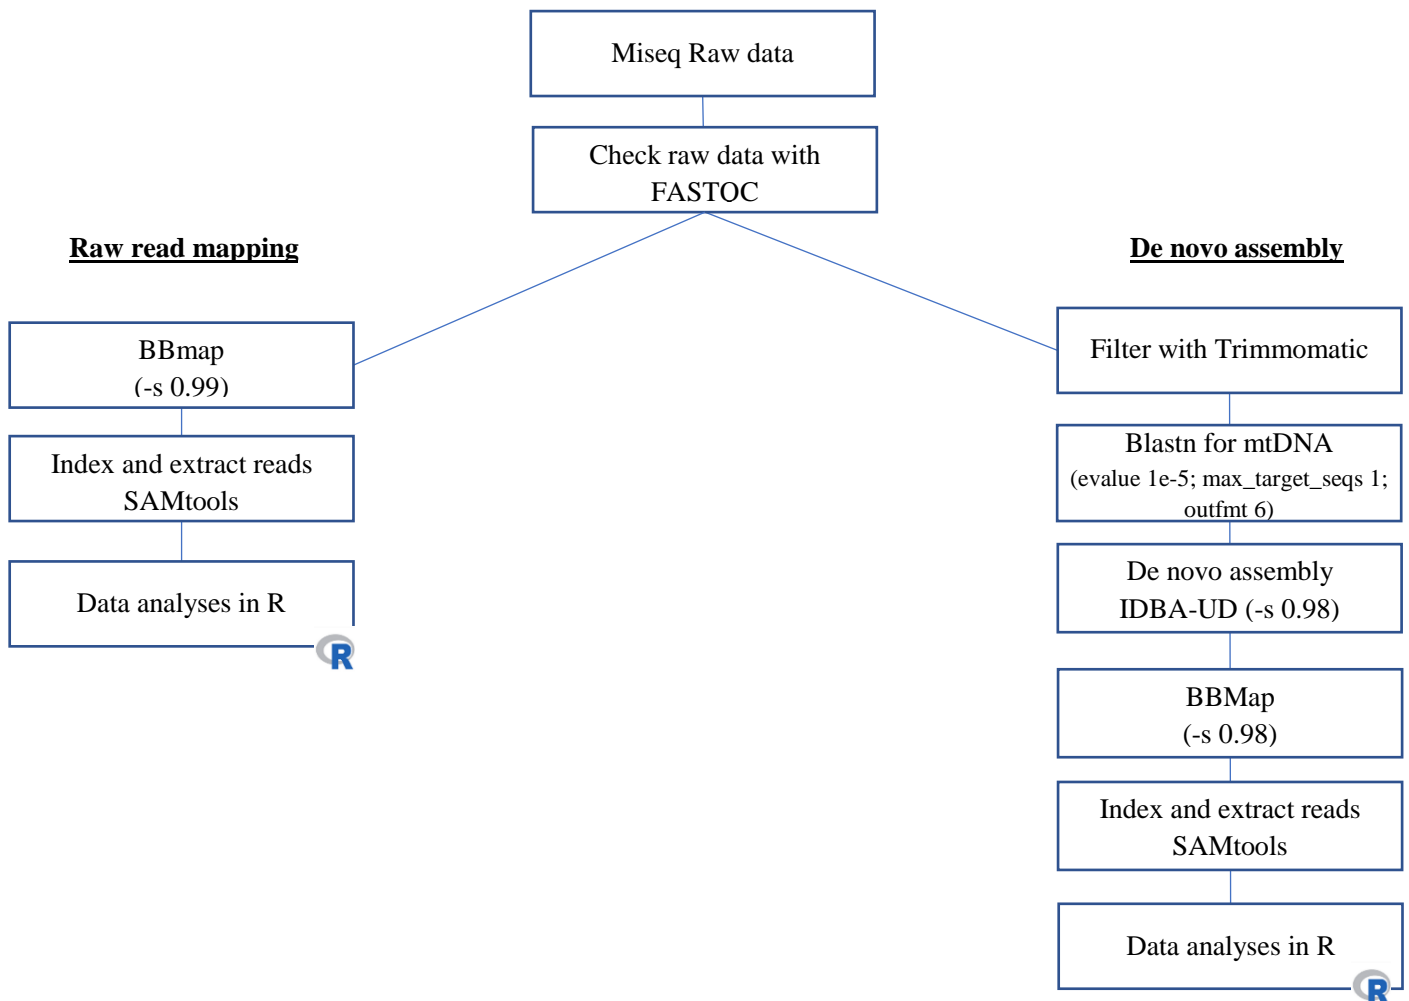 Miseq Raw data
Check raw data with
FASTQC
Raw read mapping
BBmap
(-s 0.99)
Index and extract reads
SAMtools
Data analyses in R
R
De novo assembly
Filter with Trimmomatic
Blastn for mtDNA
(evalue 1e-5; max_target_seqs 1;
outfmt 6)
De novo assembly
IDBA-UD (-s 0.98)
BBMap
(-s 0.98)
Index and extract reads
SAMtools
Data analyses in R
R